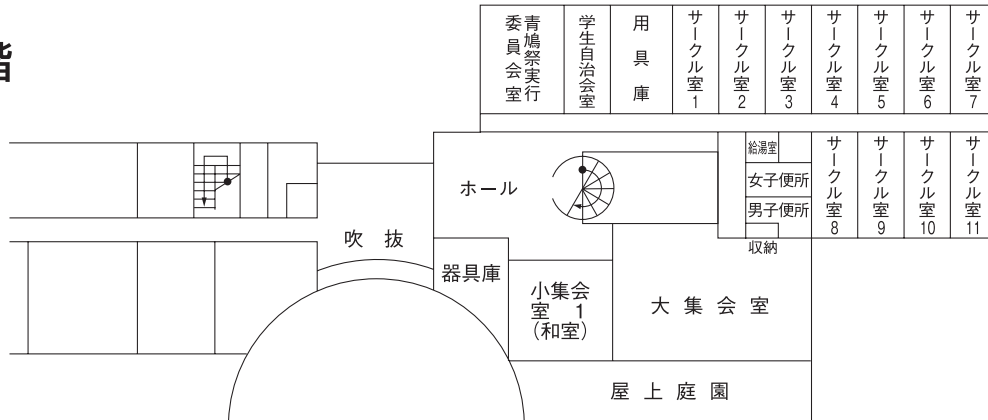 階
青鳩祭実行
委員会室
学生自治会室
用具庫
サークル室1
サークル室2
サークル室3
サークル室4
サークル室5
サークル室6
サークル室7
ホール
給湯室
女子便所
男子便所
収納
サークル室8
サークル室9
サークル室10
サークル室11
吹抜
器具庫
小集会
室 1
(和室)
大集会室
屋上庭園